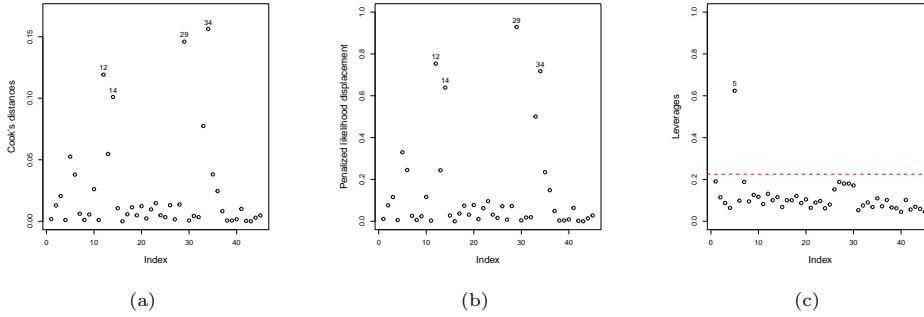 0.15
0.10
0.05
0.00
Cook's distances
12
14
29
34
0 10 20 30 40
Index
(a)
1.0
0.8
0.6
0.4
0.2
0.0
Penalized likelihood displacement
12
14
29
34
0 10 20 30 40
Index
(b)
1.0
0.8
0.6
0.4
0.2
0.0
Leverages
5
0 10 20 30 40
Index
(c)